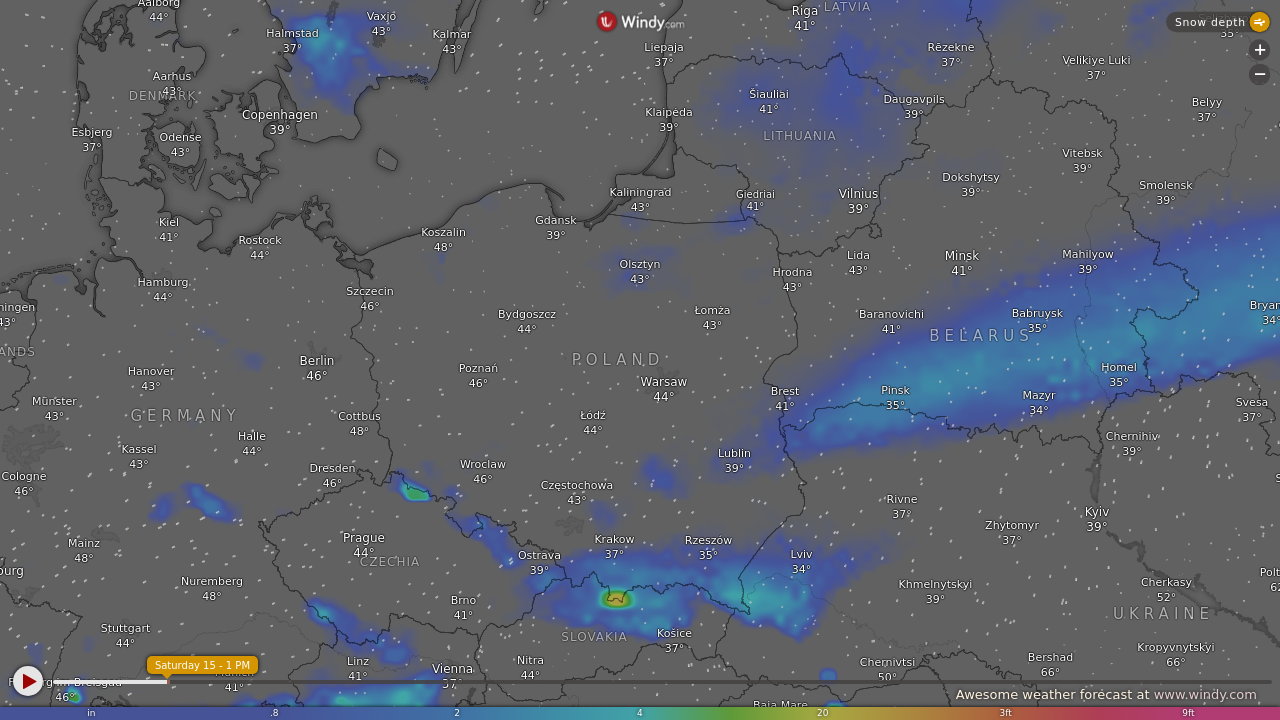 Aalborg
44°
Vaxjö
43°
Halmstad
37°
Kalmar
43°
Windy.com
Riga
41°
LATVIA
Snow depth
Liepaja
37°
Rēzekne
37°
Velikiye Luki
37°
+
−
Aarhus
43°
DENMARK
Šiauliai
41°
Daugavpils
39°
Belyy
37°
Copenhagen
39°
Klaipėda
39°
Esbjerg
37°
Odense
43°
LITHUANIA
Vitebsk
39°
Dokshytsy
39°
Smolensk
39°
Kaliningrad
43°
Giedriai
41°
Vilnius
39°
Kiel
41°
Rostock
44°
Koszalin
48°
Gdansk
39°
Lida
43°
Minsk
41°
Mahilyow
39°
Olsztyn
43°
Hrodna
43°
Hamburg
44°
Szczecin
46°
ningen
43°
Bydgoszcz
44°
Łomża
43°
Baranovichi
41°
Babruysk
35°
Bryan
34°
BELARUS
ANDS
Berlin
46°
POLAND
Hanover
43°
Poznań
46°
Warsaw
44°
Homel
35°
Brest
41°
Pinsk
35°
Mazyr
34°
Münster
43°
GERMANY
Cottbus
48°
Łódź
44°
Svesa
37°
Halle
44°
Kassel
43°
Chernihiv
39°
Lublin
39°
Cologne
46°
Dresden
46°
Wroclaw
46°
Częstochowa
43°
Rivne
37°
Kyiv
39°
Zhytomyr
37°
Mainz
48°
Prague
44°
CZECHIA
Krakow
37°
Rzeszów
35°
Ostrava
39°
Lviv
34°
burg
Nuremberg
48°
Khmelnytskyi
39°
Cherkasy
52°
Polt
62
Brno
41°
UKRAINE
Stuttgart
44°
SLOVAKIA
Košice
37°
Kropyvnytskyi
66°
Saturday 15 - 1 PM
Linz
41°
Vienna
37°
Nitra
44°
Chernivtsi
50°
Bershad
66°
46°
41°
Awesome weather forecast at www.windy.com
Baia Mare
in .8 2 4 20 3ft 9ft